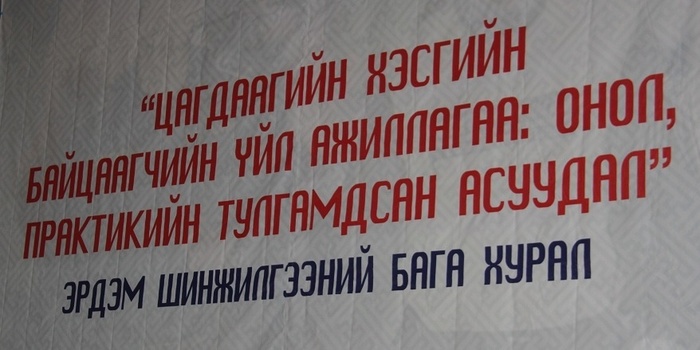 “ЦАГДААГИЙН ХЭСГИЙН
БАЙЦААГЧИЙН ҮЙЛ АЖИЛЛАГАА: ОНОЛ,
ПРАКТИКИЙН ТУЛГАМДСАН АСУУДАЛ”
ЭРДЭМ ШИНЖИЛГЭЭНИЙ БАГА ХУРАЛ